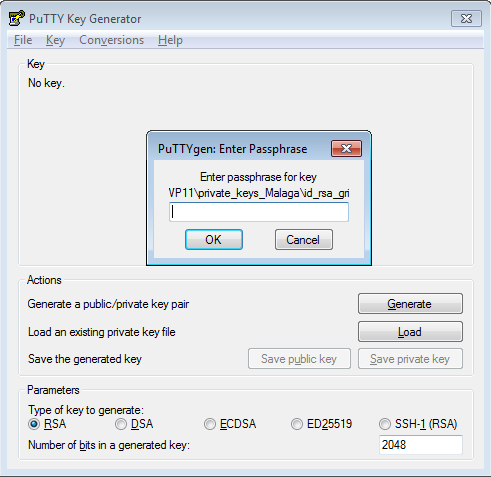 PuTTY Key Generator
File Key Conversions Help
Key
No key.
PuTTYgen: Enter Passphrase
Enter passphrase for key
VP11\private_keys_Malaga\id_rsa_gri
OK Cancel
Actions
Generate a public/private key pair Generate
Load an existing private key file Load
Save the generated key Save public key Save private key
Parameters
Type of key to generate:
RSA DSA ECDSA ED25519 SSH-1 (RSA)
Number of bits in a generated key: 2048